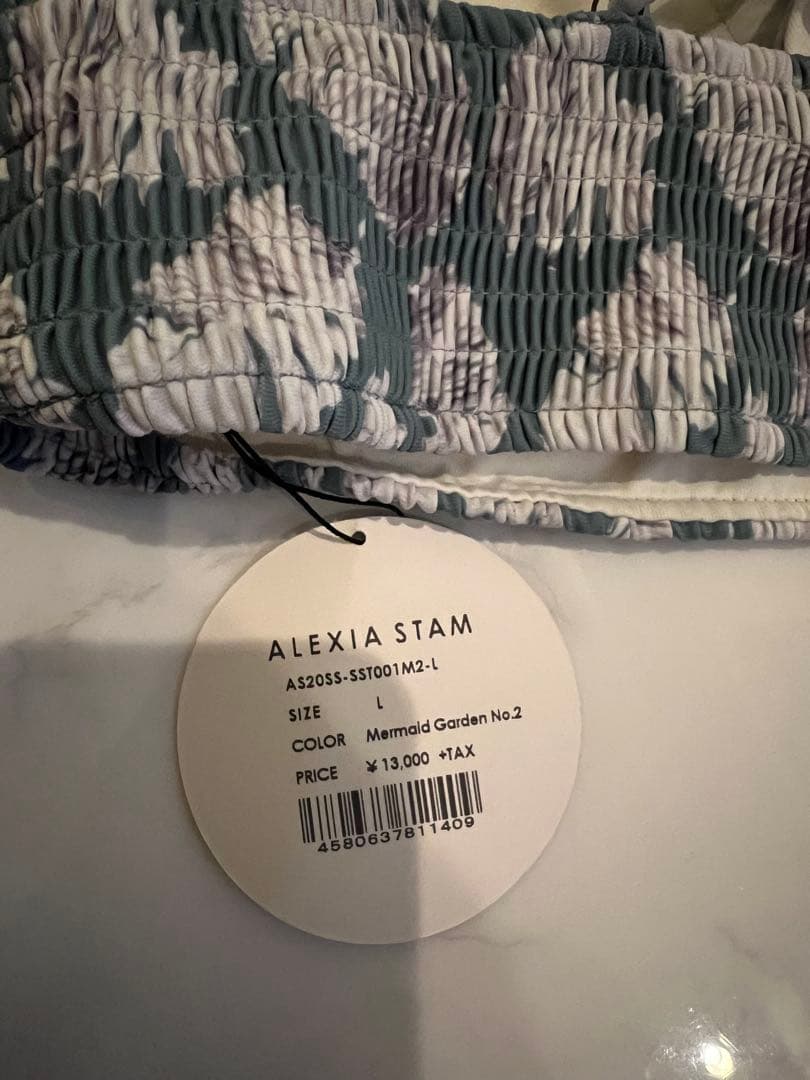 ALEXIA STAM
AS20SS-SST001M2-L
SIZE L
COLOR Mermaid Garden No.2
PRICE ¥13,000 +TAX
4580637811409